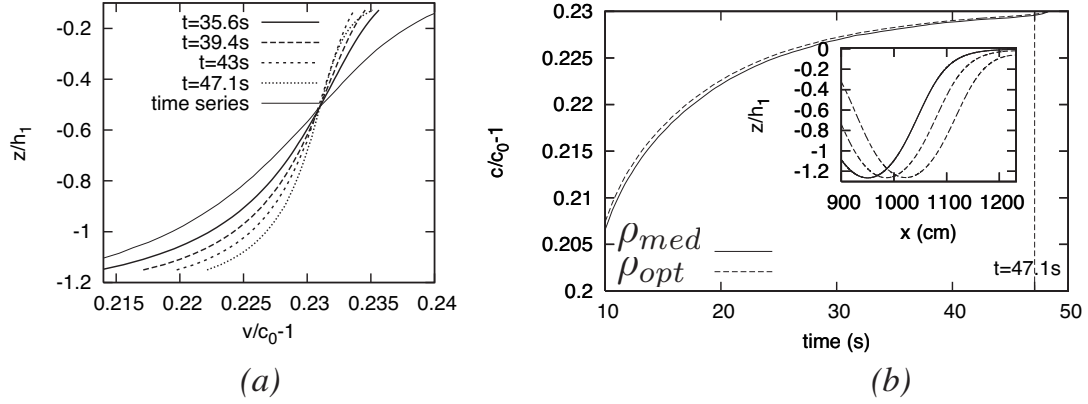 t=35.6s
t=39.4s
t=43s
t=47.1s
time series
-0.2
-0.4
-0.6
-0.8
-1
-1.2
z/h1
0.215 0.22 0.225 0.23 0.235 0.24
v/c0-1
(a)
0.23
0.225
0.22
0.215
0.21
0.205
0.2
c/c0-1
ρmed
ρopt
t=47.1s
10 20 30 40 50
time (s)
0
-0.2
-0.4
-0.6
-0.8
-1
-1.2
z/h1
900 1000 1100 1200
x (cm)
(b)